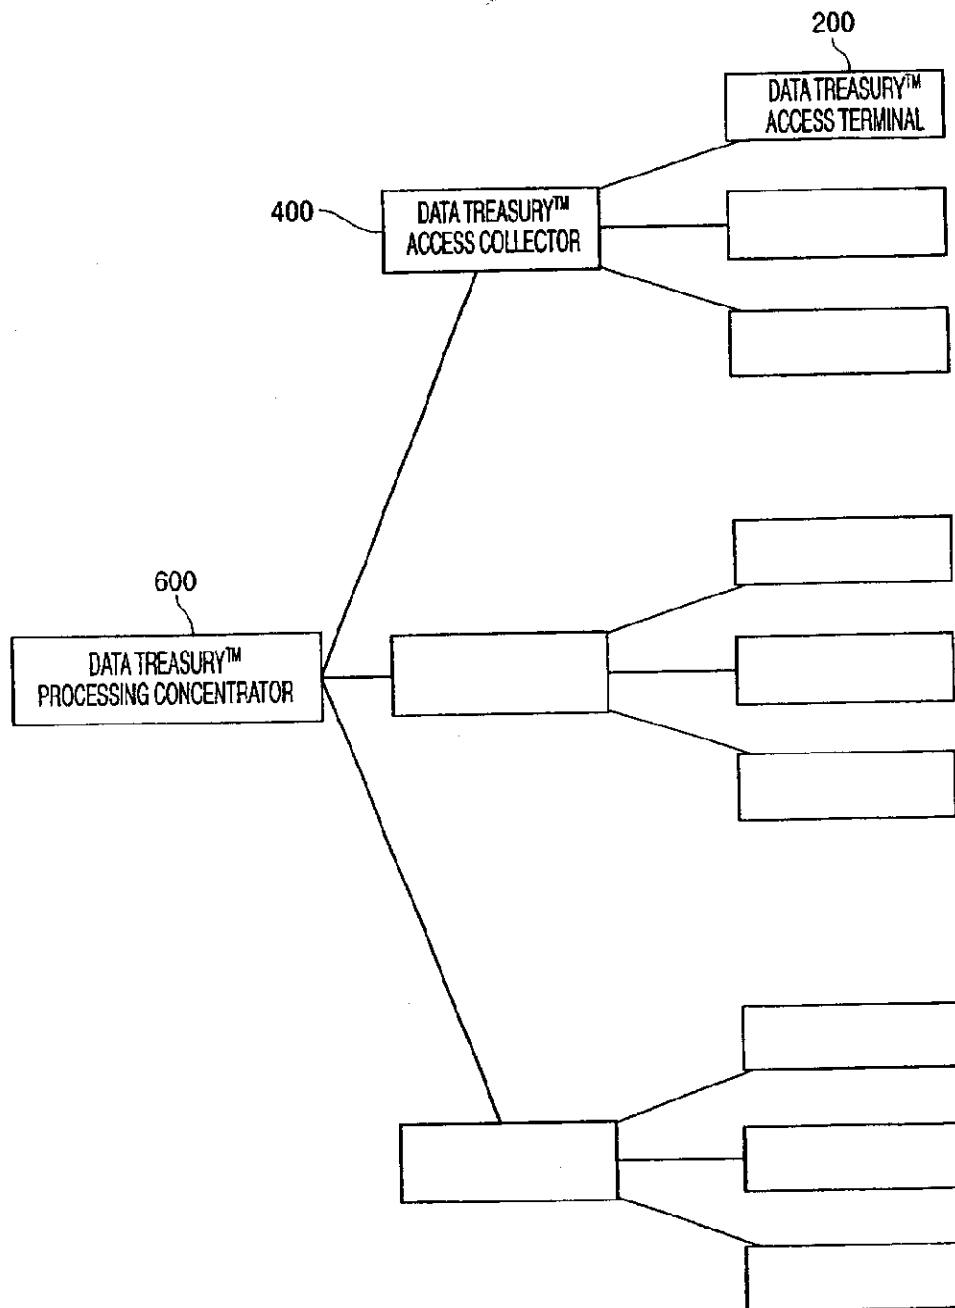 200
DATA TREASURY™
ACCESS TERMINAL
400
DATA TREASURY™
ACCESS COLLECTOR
600
DATA TREASURY™
PROCESSING CONCENTRATOR